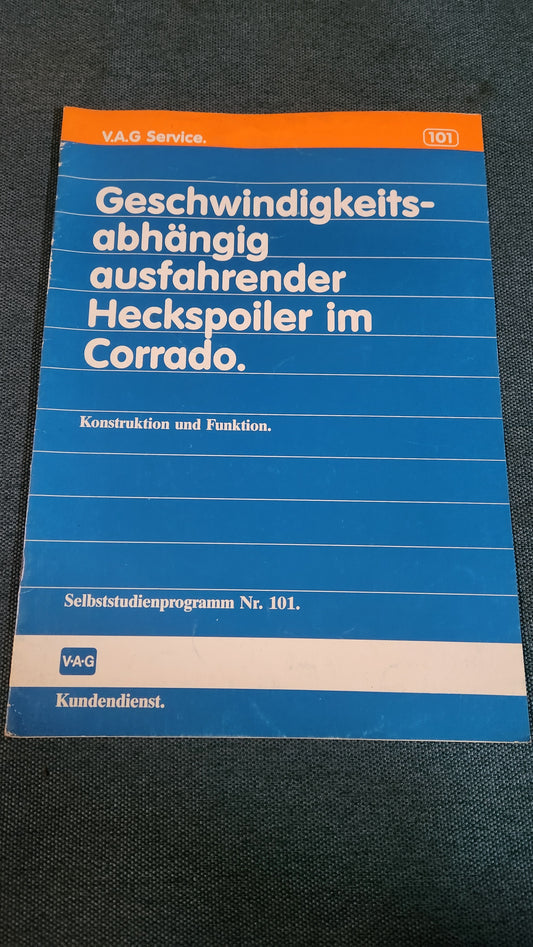 V.A.G Service.
101
Geschwindigkeits-
abhängig
ausfahrender
Heckspoiler im
Corrado.
Konstruktion und Funktion.
Selbststudienprogramm Nr. 101.
V·A·G
Kundendienst.